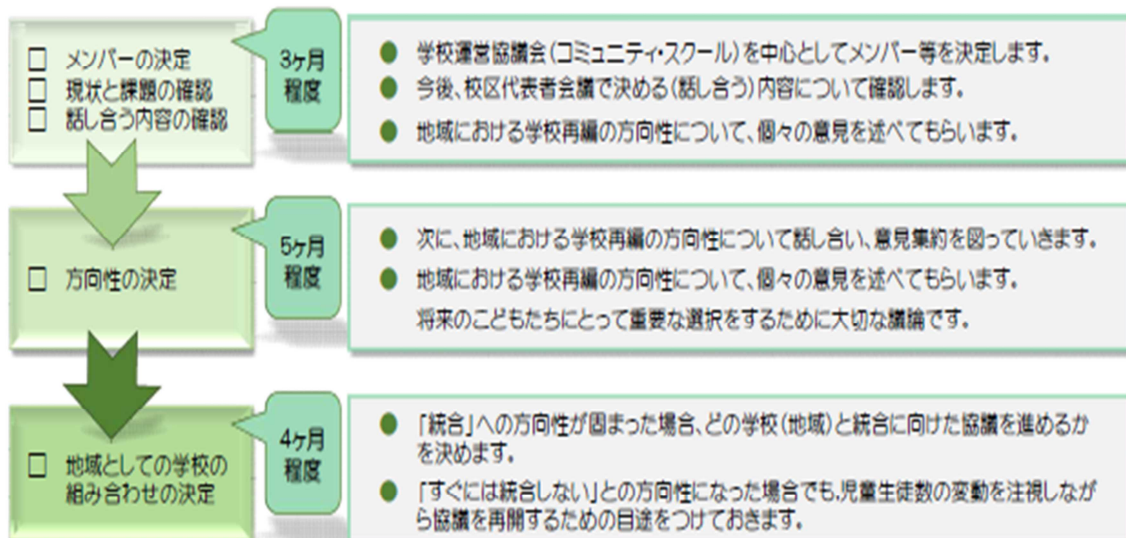 □ メンバーの決定
□ 現状と課題の確認
□ 話し合う内容の確認
3ヶ月
程度
● 学校運営協議会(コミュニティ・スクール)を中心としてメンバー等を決定します。
● 今後、校区代表者会議で決める(話し合う)内容について確認します。
● 地域における学校再編の方向性について、個々の意見を述べてもらいます。
□ 方向性の決定
5ヶ月
程度
● 次に、地域における学校再編の方向性について話し合い、意見集約を図っていきます。
● 地域における学校再編の方向性について、個々の意見を述べてもらいます。
将来のこどもたちにとって重要な選択をするために大切な議論です。
□ 地域としての学校の
組み合わせの決定
4ヶ月
程度
● 「統合」への方向性が固まった場合、どの学校(地域)と統合に向けた協議を進めるか
を決めます。
● 「すぐには統合しない」との方向性になった場合でも、児童生徒数の変動を注視しなが
ら協議を再開するための目途をつけておきます。